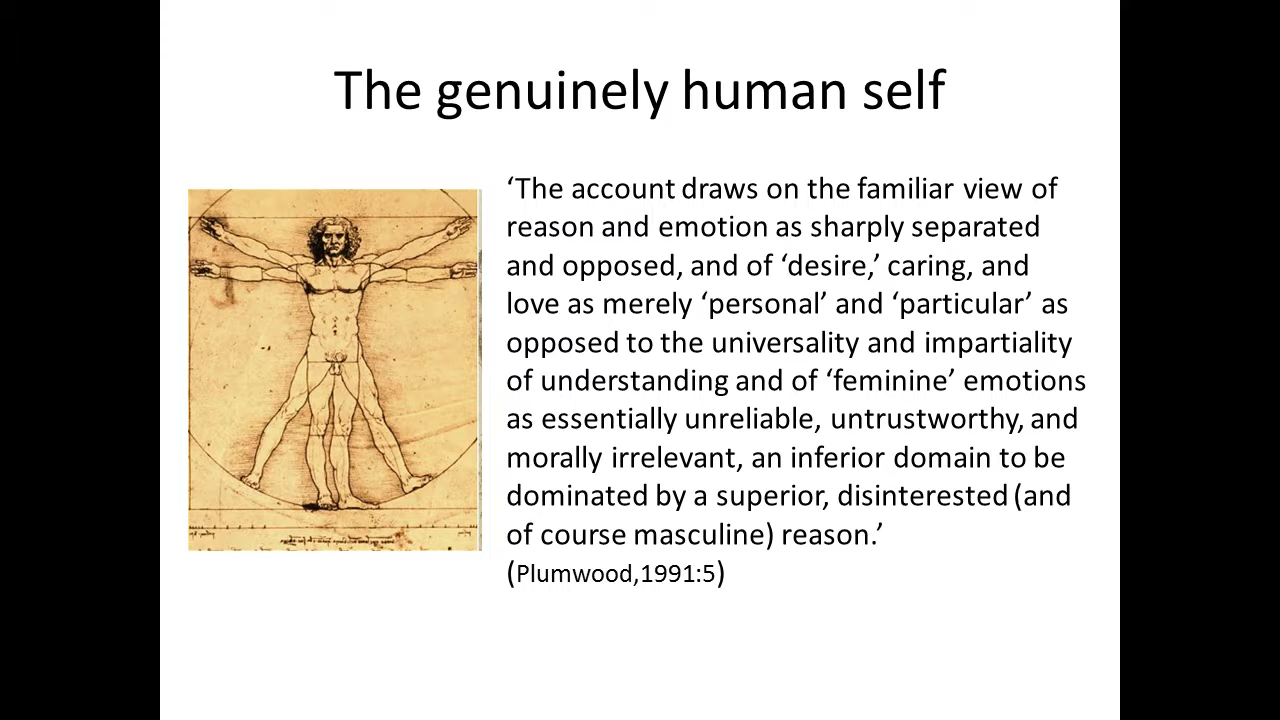 The genuinely human self
‘The account draws on the familiar view of
reason and emotion as sharply separated
and opposed, and of ‘desire,’ caring, and
love as merely ‘personal’ and ‘particular’ as
opposed to the universality and impartiality
of understanding and of ‘feminine’ emotions
as essentially unreliable, untrustworthy, and
morally irrelevant, an inferior domain to be
dominated by a superior, disinterested (and
of course masculine) reason.’
(Plumwood,1991:5)